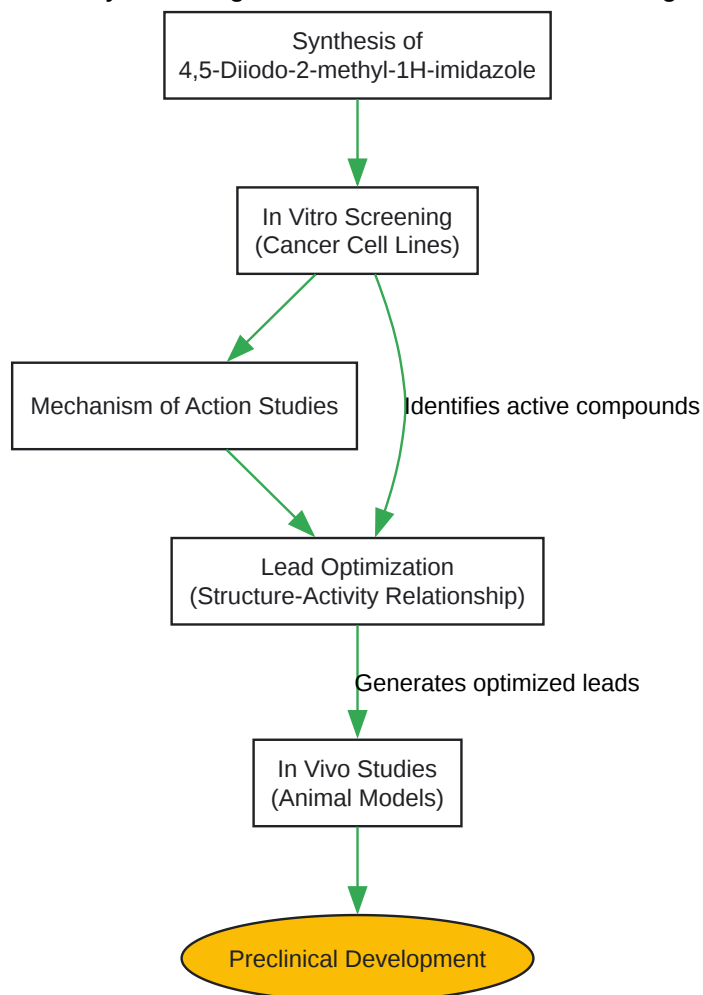 Synthesis of
4,5-Diiodo-2-methyl-1H-imidazole
In Vitro Screening
(Cancer Cell Lines)
Mechanism of Action Studies
Identifies active compounds
Lead Optimization
(Structure-Activity Relationship)
Generates optimized leads
In Vivo Studies
(Animal Models)
Preclinical Development